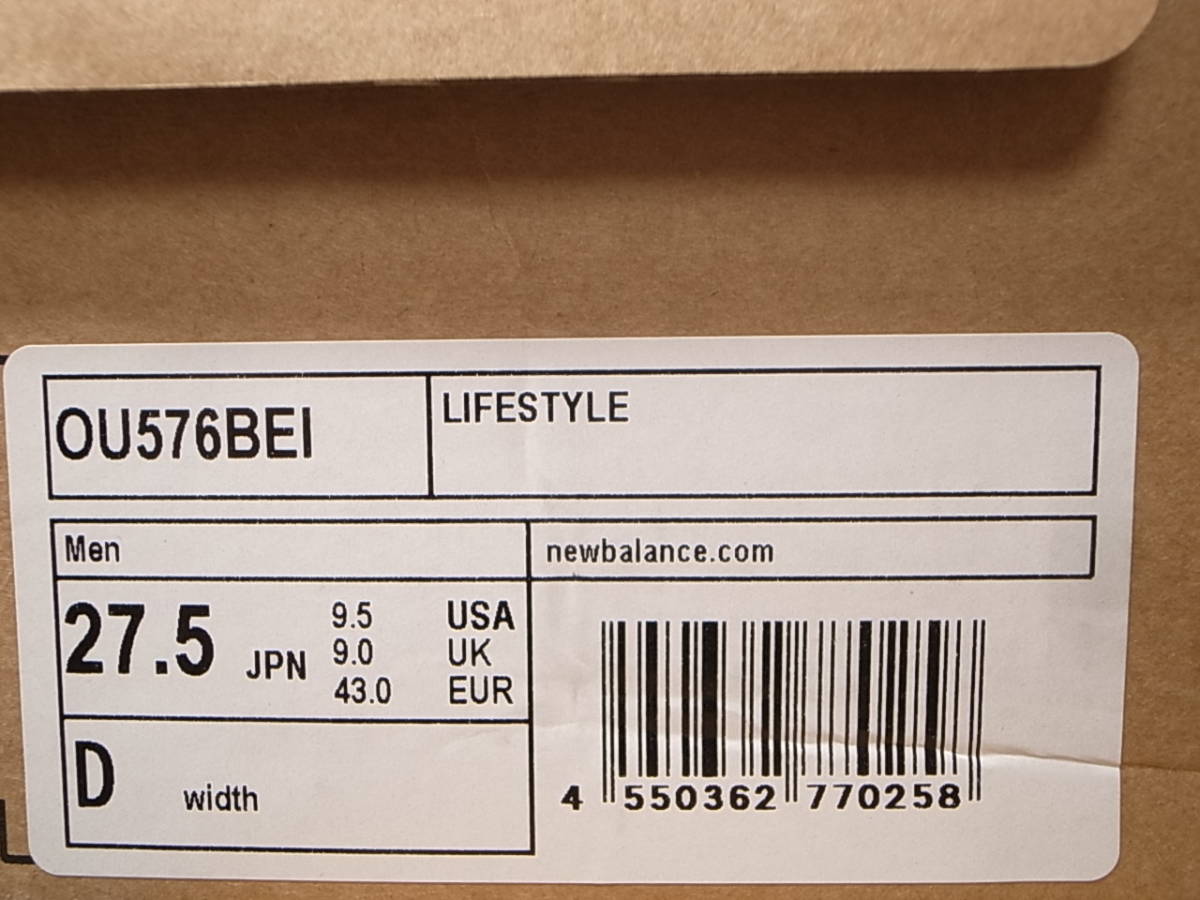 OU576BEI
LIFESTYLE
Men
newbalance.com
27.5 JPN
9.5 USA
9.0 UK
43.0 EUR
D width
4 550362 770258